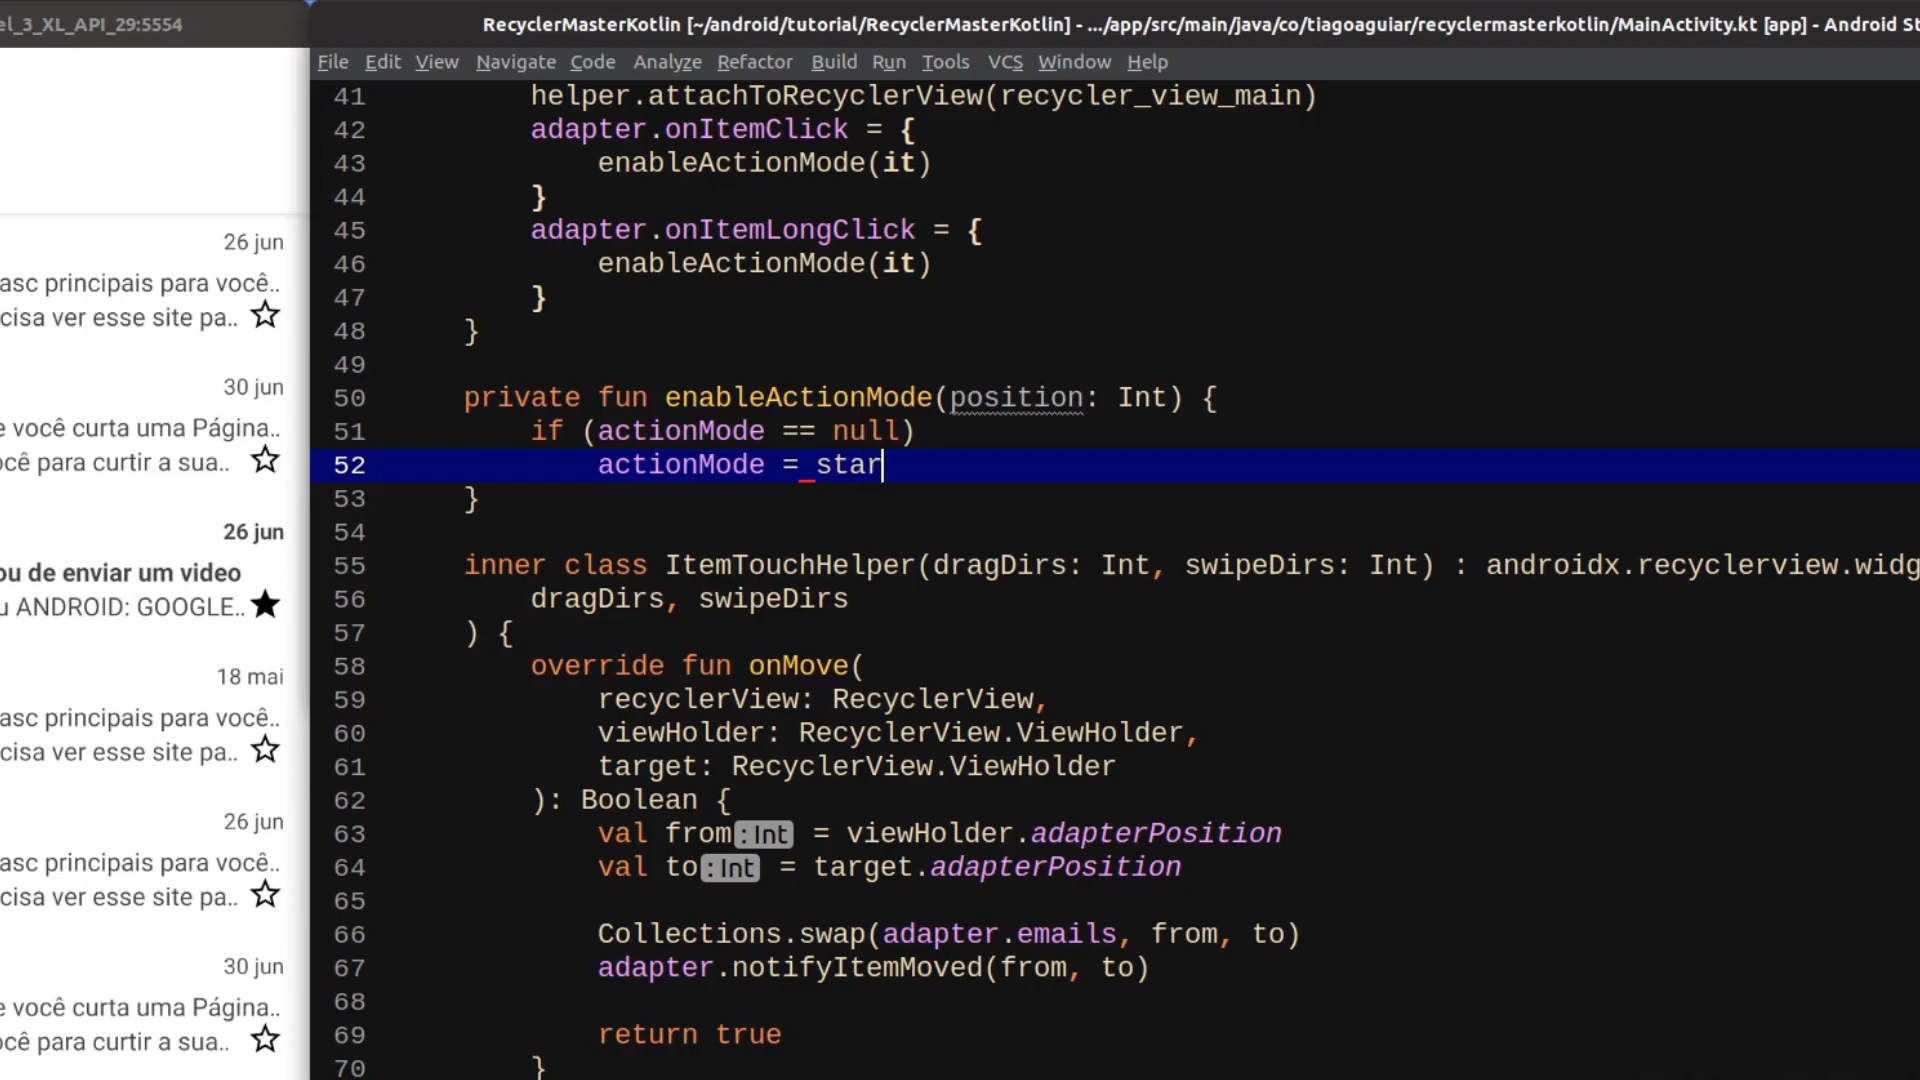 el_3_XL_API_29:5554
26 jun
asc principais para você..
cisa ver esse site pa..
30 jun
e você curta uma Página..
ocê para curtir a sua..
26 jun
ou de enviar um video
u ANDROID: GOOGLE..
18 mai
asc principais para você..
cisa ver esse site pa..
26 jun
asc principais para você..
cisa ver esse site pa..
30 jun
e você curta uma Página..
ocê para curtir a sua..
RecyclerMasterKotlin [~/android/tutorial/RecyclerMasterKotlin] - .../app/src/main/java/co/tiagoaguiar/recyclermasterkotlin/MainActivity.kt [app] - Android St
File Edit View Navigate Code Analyze Refactor Build Run Tools VCS Window Help
41 helper.attachToRecyclerView(recycler_view_main)
42 adapter.onItemClick = {
43 enableActionMode(it)
44 }
45 adapter.onItemLongClick = {
46 enableActionMode(it)
47 }
48 }
49
50 private fun enableActionMode(position: Int) {
51 if (actionMode == null)
52 actionMode = star
53 }
54
55 inner class ItemTouchHelper(dragDirs: Int, swipeDirs: Int) : androidx.recyclerview.widg
56 dragDirs, swipeDirs
57 ) {
58 override fun onMove(
59 recyclerView: RecyclerView,
60 viewHolder: RecyclerView.ViewHolder,
61 target: RecyclerView.ViewHolder
62 ): Boolean {
63 val from :Int = viewHolder.adapterPosition
64 val to :Int = target.adapterPosition
65
66 Collections.swap(adapter.emails, from, to)
67 adapter.notifyItemMoved(from, to)
68
69 return true
70 }